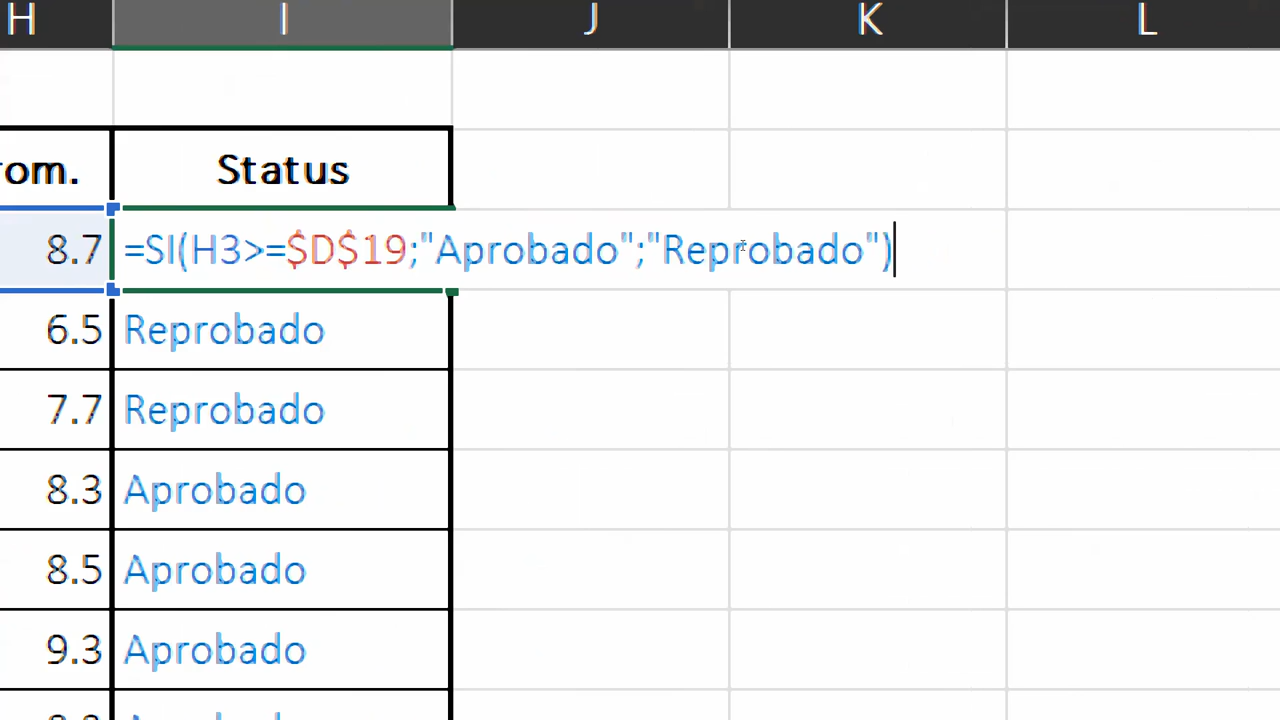 H I J K L
rom. Status
8.7 =SI(H3>=$D$19;"Aprobado";"Reprobado")
6.5 Reprobado
7.7 Reprobado
8.3 Aprobado
8.5 Aprobado
9.3 Aprobado